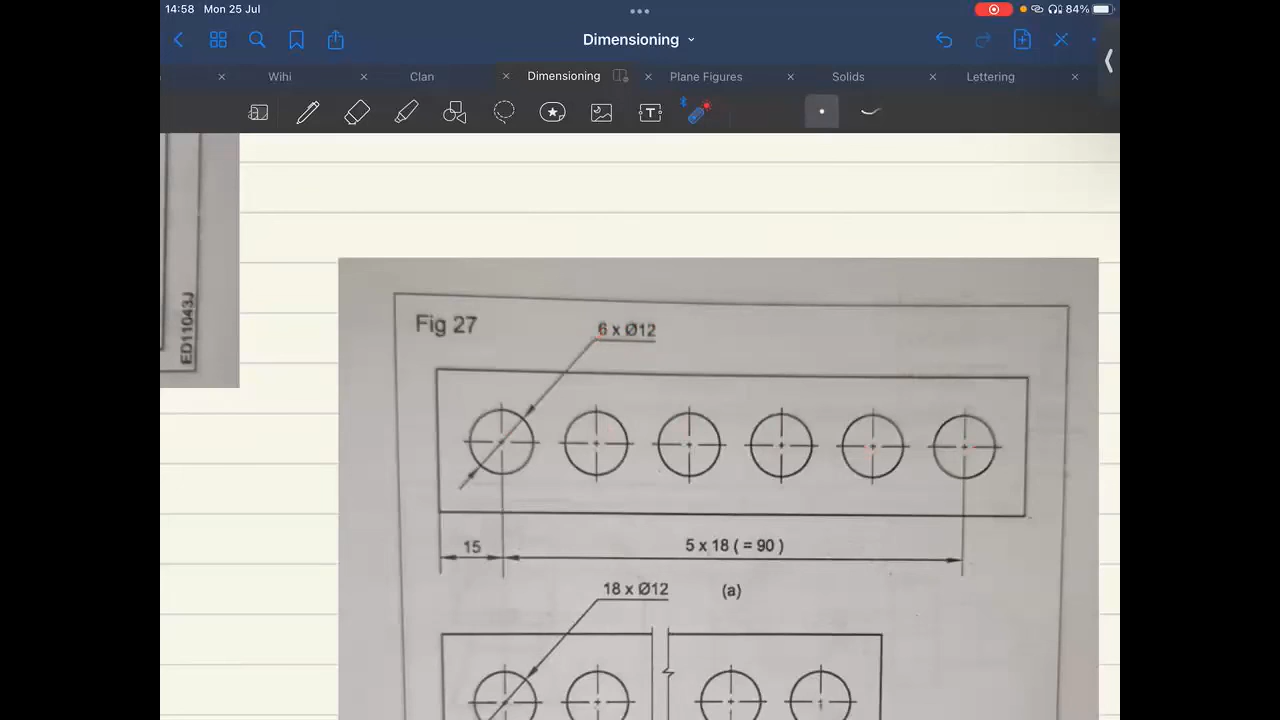 14:58 Mon 25 Jul
84%
Dimensioning
Wihi
Clan
Dimensioning
Plane Figures
Solids
Lettering
T
ED11043J
Fig 27
6 x Ø12
15
5 x 18 ( = 90 )
(a)
18 x Ø12